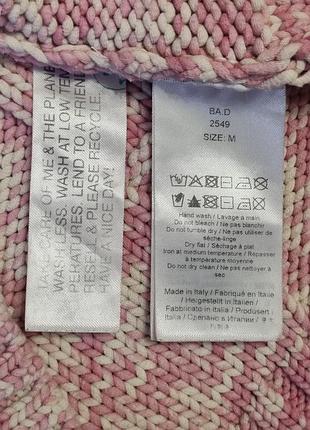 TAKE CARE OF ME & THE PLANE
WASH LESS. WASH AT LOW TEM
PERATURES. LEND TO A FRIEND
RESELL & PLEASE RECYCLE.
HAVE A NICE DAY!
BA.D
2549
SIZE: M
Hand wash / Lavage à main
Do not bleach / Ne pas blanchir
Do not tumble dry / Ne pas utiliser de
sèche-linge
Dry flat / Séchage à plat
Iron at medium temperature / Repasser
à température moyenne
Do not dry clean / Ne pas nettoyer à
sec
Made in Italy / Fabriqué en Italie
/ Hergestellt in Italien /
Fabbricato in Italia / Produsert i
Italia / Сделано в Италии /